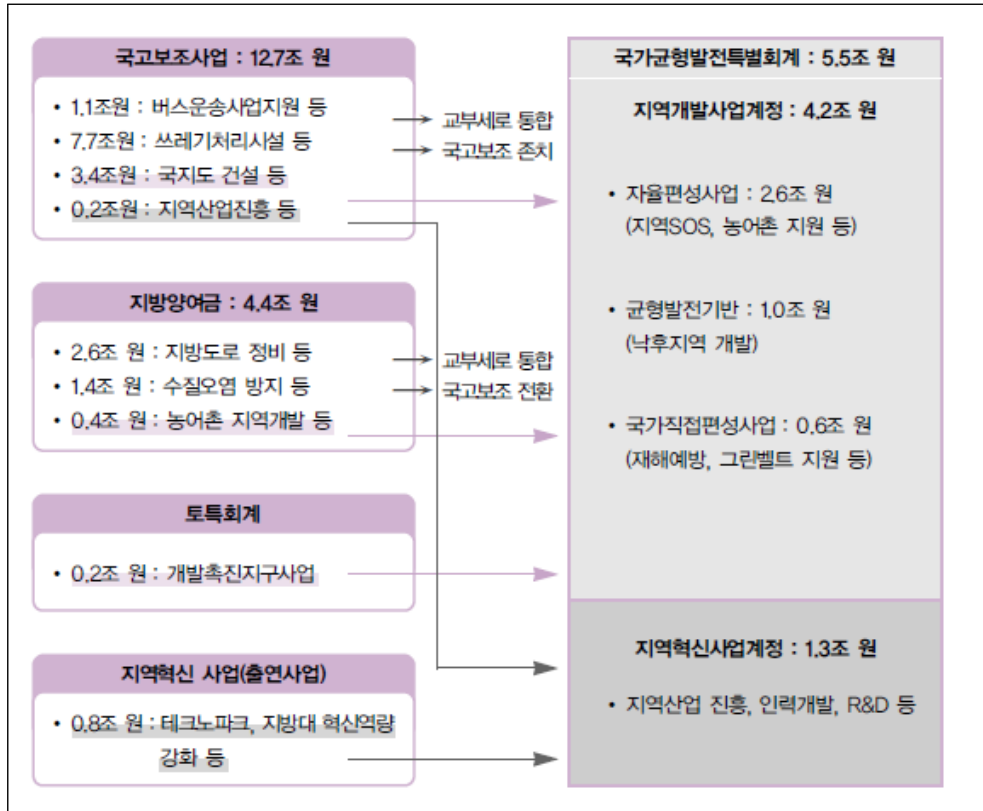 국고보조사업 : 12.7조 원
• 1.1조원 : 버스운송사업지원 등
• 7.7조원 : 쓰레기처리시설 등
• 3.4조원 : 국지도 건설 등
• 0.2조원 : 지역산업진흥 등
교부세로 통합
국고보조 존치
지방양여금 : 4.4조 원
• 2.6조 원 : 지방도로 정비 등
• 1.4조 원 : 수질오염 방지 등
• 0.4조 원 : 농어촌 지역개발 등
교부세로 통합
국고보조 전환
토특회계
• 0.2조 원 : 개발촉진지구사업
지역혁신 사업(출연사업)
• 0.8조 원 : 테크노파크, 지방대 혁신역량
강화 등
국가균형발전특별회계 : 5.5조 원
지역개발사업계정 : 4.2조 원
• 자율편성사업 : 2.6조 원
(지역SOS, 농어촌 지원 등)
• 균형발전기반 : 1.0조 원
(낙후지역 개발)
• 국가직접편성사업 : 0.6조 원
(재해예방, 그린벨트 지원 등)
지역혁신사업계정 : 1.3조 원
• 지역산업 진흥, 인력개발, R&D 등